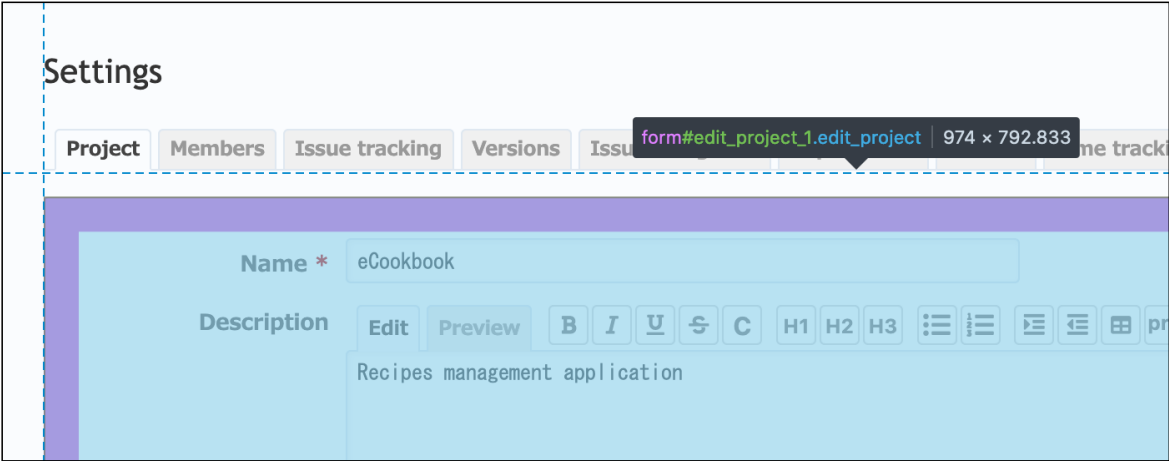 Settings
form#edit_project_1.edit_project 974 × 792.833
Project Members Issue tracking Versions
Name *
eCookbook
Description
Edit Preview B I U S C H1 H2 H3
Recipes management application